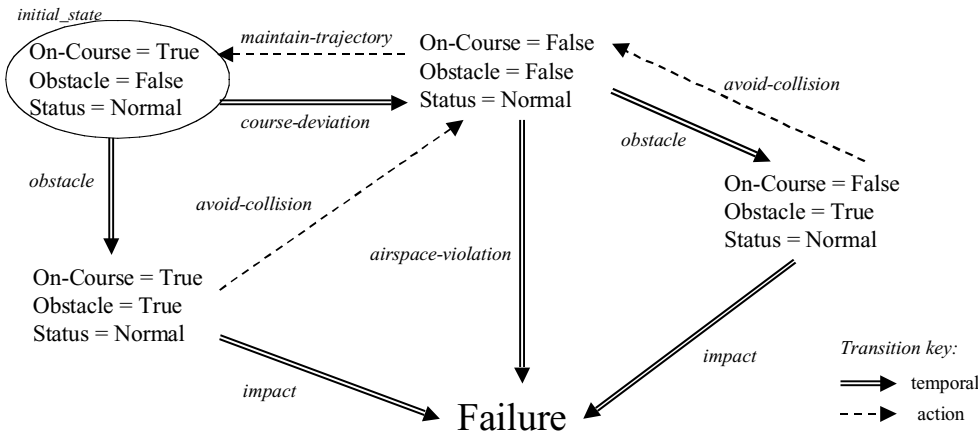 initial_state
On-Course = True
Obstacle = False
Status = Normal
maintain-trajectory
On-Course = False
Obstacle = False
Status = Normal
avoid-collision
course-deviation
obstacle
obstacle
On-Course = False
Obstacle = True
Status = Normal
avoid-collision
airspace-violation
On-Course = True
Obstacle = True
Status = Normal
impact
impact
Failure
Transition key:
temporal
action